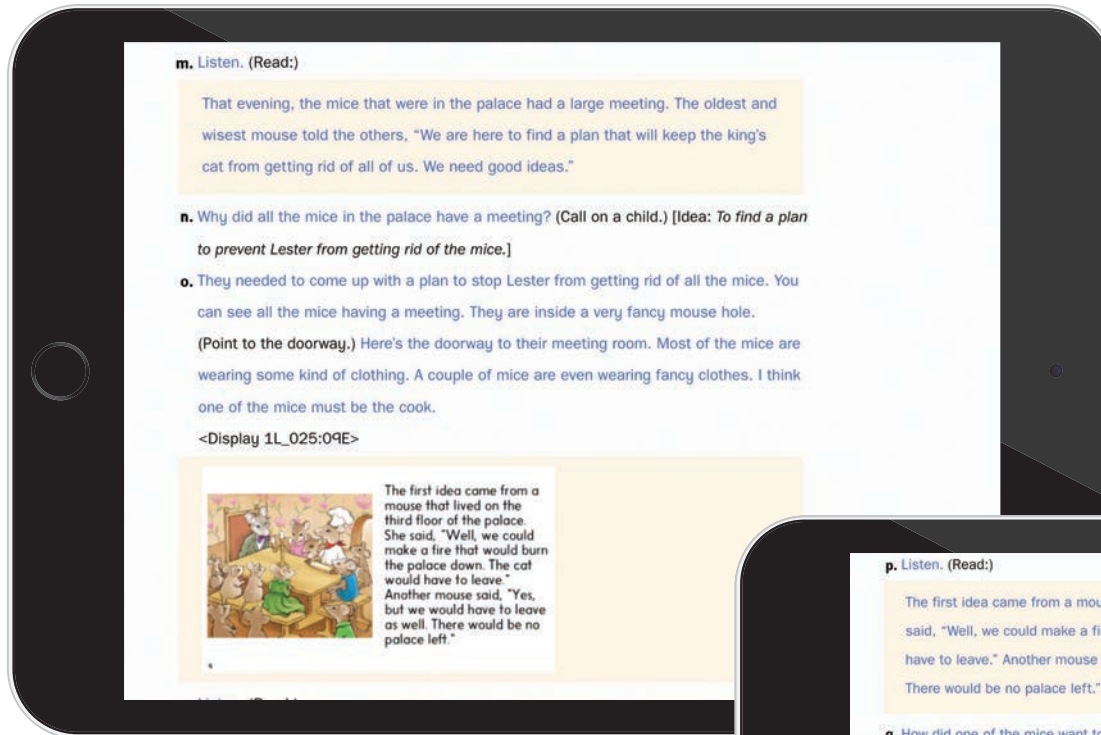 m. Listen. (Read:)
That evening, the mice that were in the palace had a large meeting. The oldest and
wisest mouse told the others, “We are here to find a plan that will keep the king’s
cat from getting rid of all of us. We need good ideas.”
n. Why did all the mice in the palace have a meeting? (Call on a child.) [Idea: To find a plan
to prevent Lester from getting rid of the mice.]
o. They needed to come up with a plan to stop Lester from getting rid of all the mice. You
can see all the mice having a meeting. They are inside a very fancy mouse hole.
(Point to the doorway.) Here’s the doorway to their meeting room. Most of the mice are
wearing some kind of clothing. A couple of mice are even wearing fancy clothes. I think
one of the mice must be the cook.
<Display 1L_025:09E>
The first idea came from a
mouse that lived on the
third floor of the palace.
She said, "Well, we could
make a fire that would burn
the palace down. The cat
would have to leave."
Another mouse said, "Yes,
but we would have to leave
as well. There would be no
palace left."
p. Listen. (Read:)
The first idea came from a mou
said, “Well, we could make a fi
have to leave.” Another mouse
There would be no palace left.”
q. How did one of the mice want to